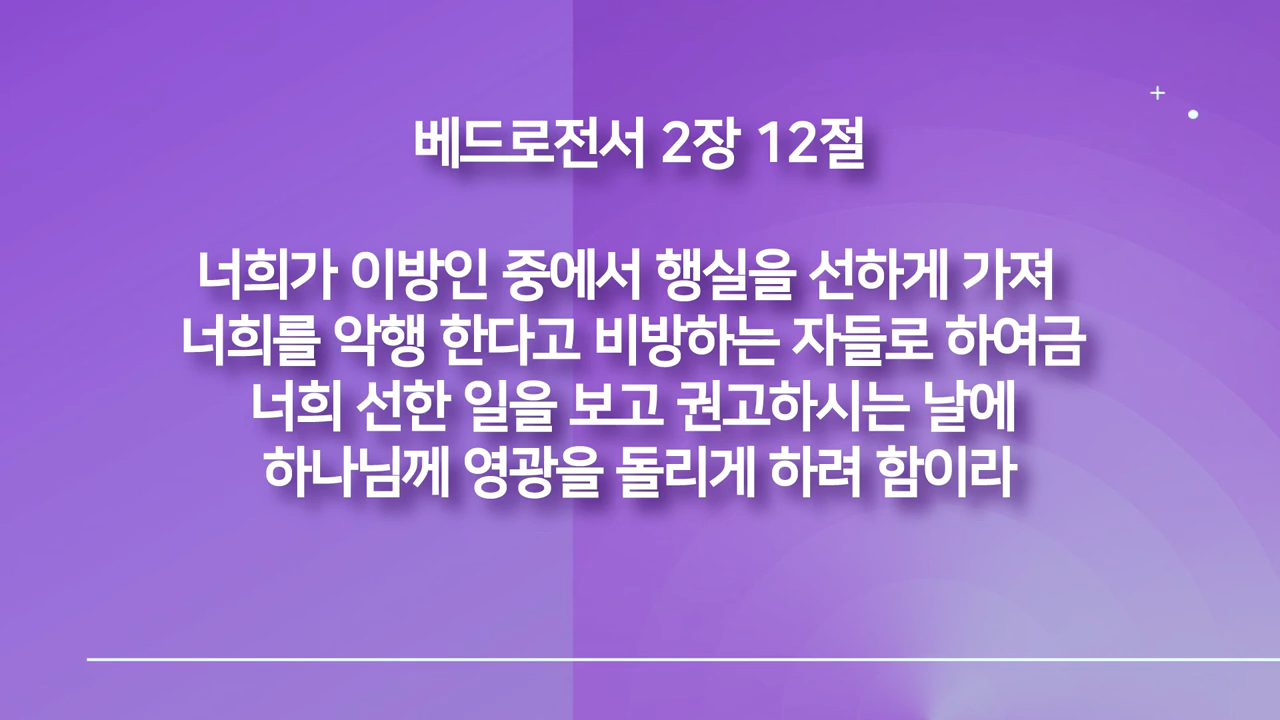 베드로전서 2장 12절
너희가 이방인 중에서 행실을 선하게 가져
너희를 악행 한다고 비방하는 자들로 하여금
너희 선한 일을 보고 권고하시는 날에
하나님께 영광을 돌리게 하려 함이라